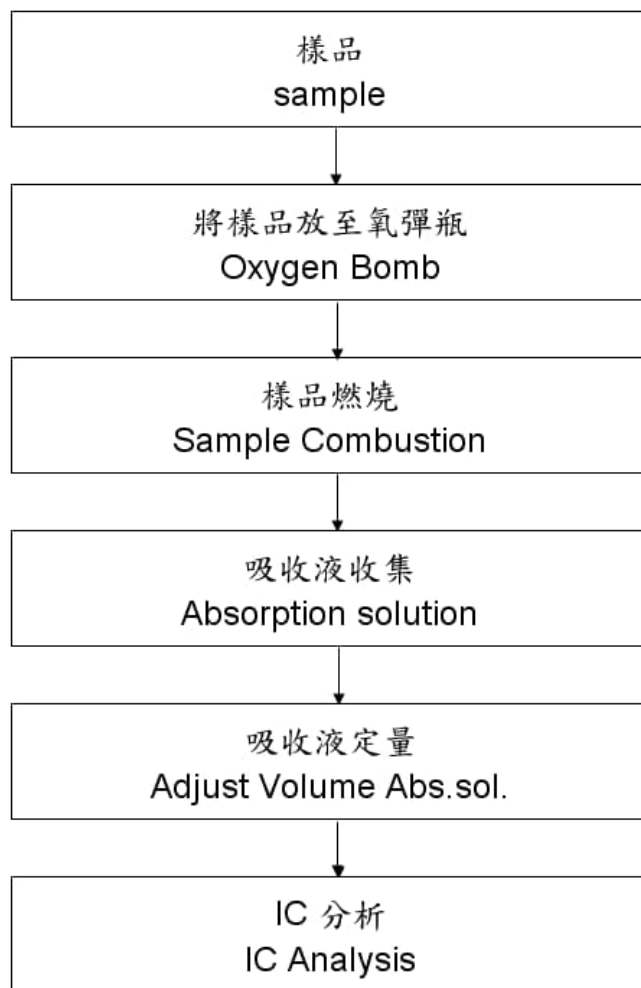 樣品
sample
將樣品放至氧彈瓶
Oxygen Bomb
樣品燃燒
Sample Combustion
吸收液收集
Absorption solution
吸收液定量
Adjust Volume Abs.sol.
IC 分析
IC Analysis